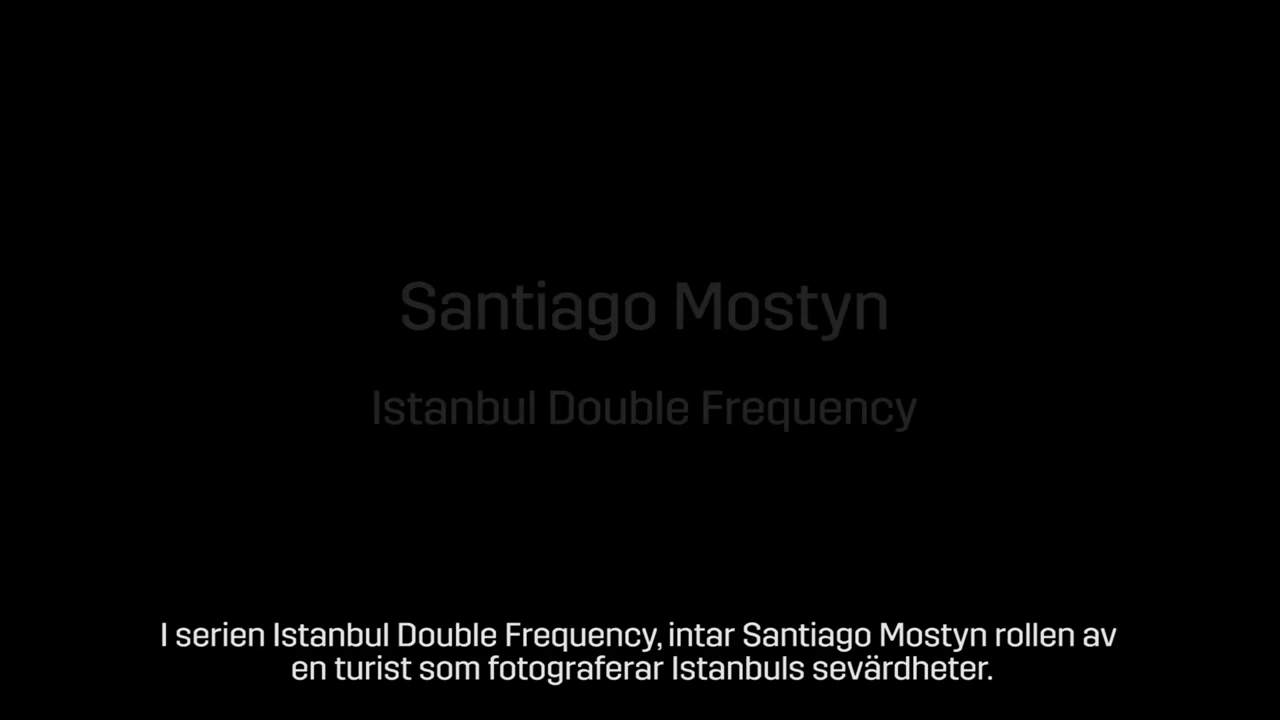 Santiago Mostyn
Istanbul Double Frequency
I serien Istanbul Double Frequency, intar Santiago Mostyn rollen av
en turist som fotograferar Istanbuls sevärdheter.